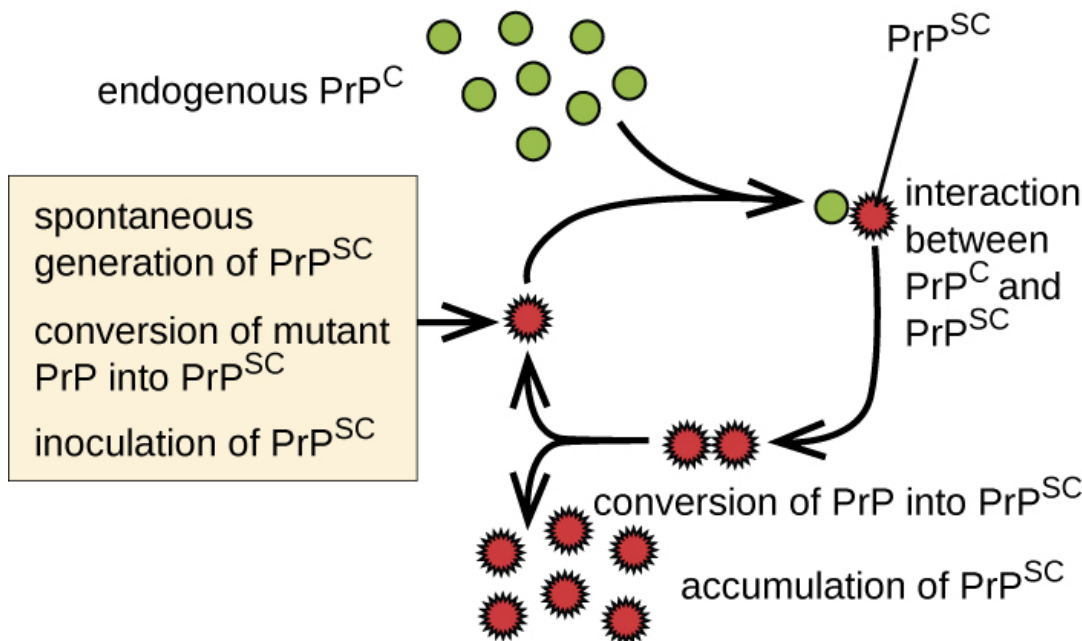 endogenous PrP^C
PrP^SC
spontaneous
generation of PrP^SC
conversion of mutant
PrP into PrP^SC
inoculation of PrP^SC
interaction
between
PrP^C and
PrP^SC
conversion of PrP into PrP^SC
accumulation of PrP^SC